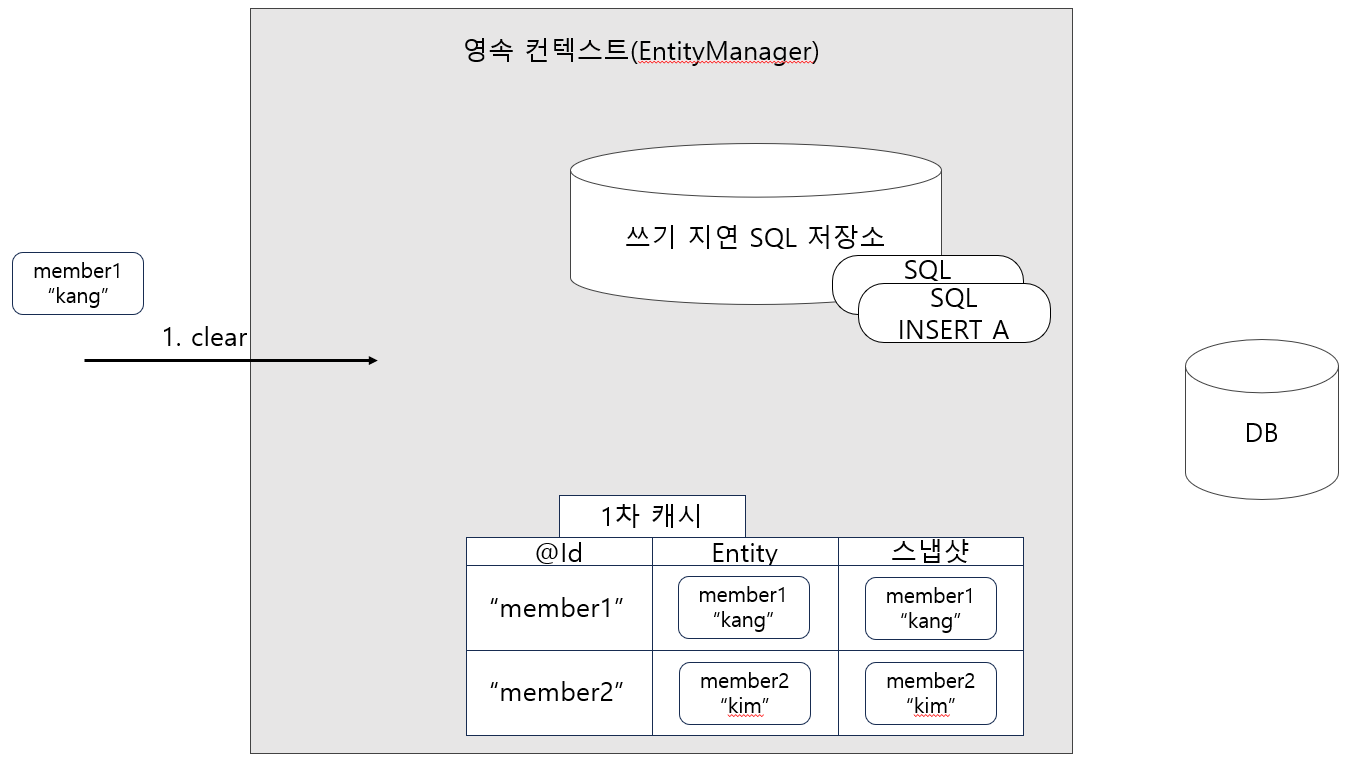 영속 컨텍스트(EntityManager)
쓰기 지연 SQL 저장소
SQL
SQL
INSERT A
member1
“kang”
1. clear
DB
1차 캐시
@Id Entity 스냅샷
“member1” member1 “kang” member1 “kang”
“member2” member2 “kim” member2 “kim”